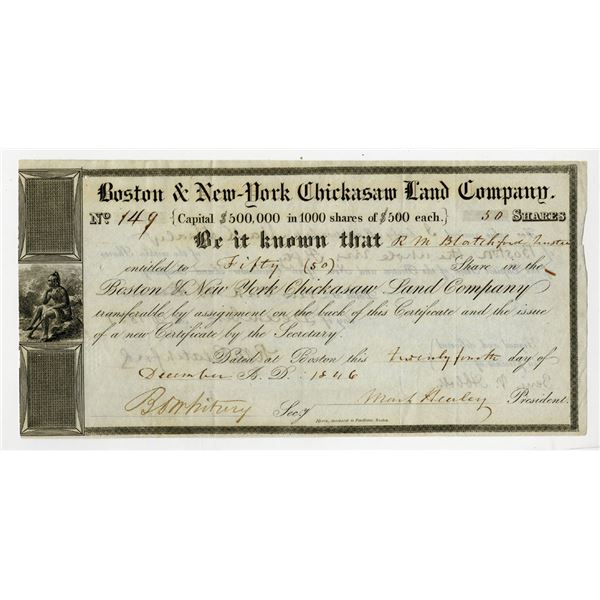 Boston & New-York Chickasaw Land Company.
No 149 {Capital $500,000 in 1000 shares of $500 each.} 50 SHARES
Be it known that R M Blatchford Trustee
entitled to Fifty (50) Share in the
Boston & New York Chickasaw Land Company
transferable by assignment on the back of this Certificate and the issue
of a new Certificate by the Secretary.
Dated at Boston this twenty fourth day of
December A. D. 1846
Secy Mark Healey President.